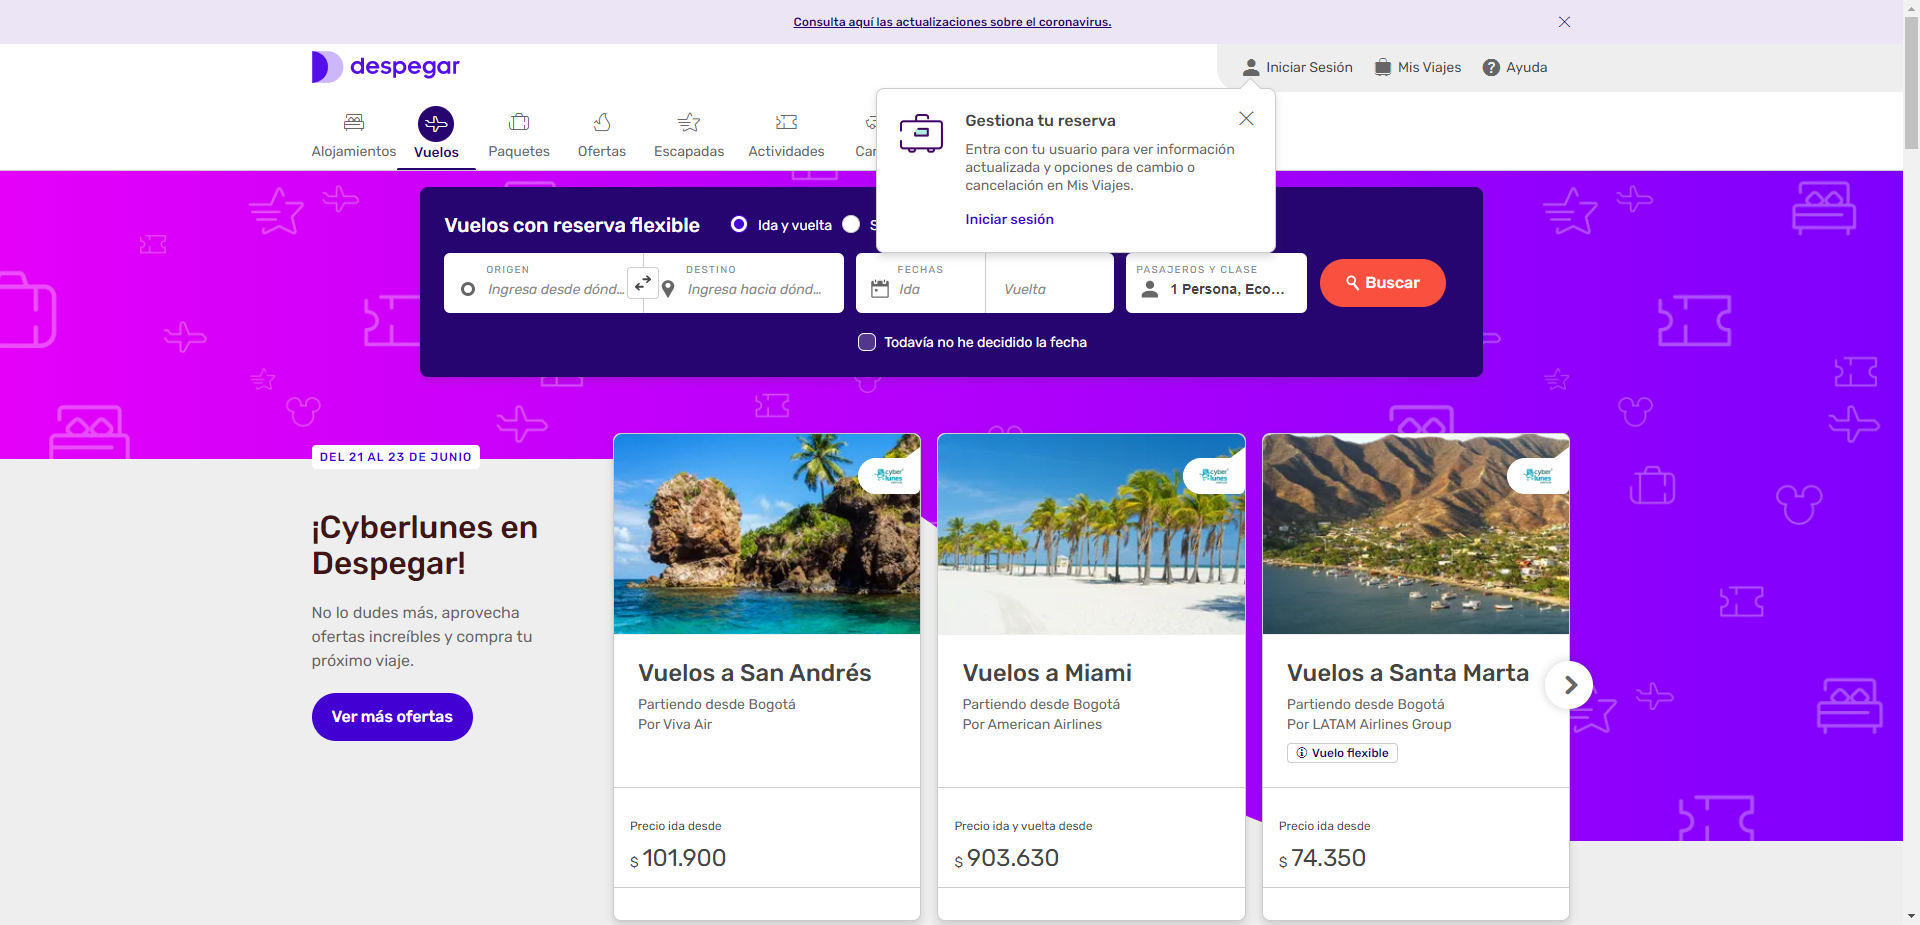 Consulta aquí las actualizaciones sobre el coronavirus.
despegar
Iniciar Sesión
Mis Viajes
Ayuda
Alojamientos
Vuelos
Paquetes
Ofertas
Escapadas
Actividades
Car
Gestiona tu reserva
Entra con tu usuario para ver información
actualizada y opciones de cambio o
cancelación en Mis Viajes.
Iniciar sesión
Vuelos con reserva flexible
Ida y vuelta
S
ORIGEN
Ingresa desde dónd...
DESTINO
Ingresa hacia dónd...
FECHAS
Ida
Vuelta
PASAJEROS Y CLASE
1 Persona, Eco...
Buscar
Todavía no he decidido la fecha
DEL 21 AL 23 DE JUNIO
¡Cyberlunes en
Despegar!
No lo dudes más, aprovecha
ofertas increíbles y compra tu
próximo viaje.
Ver más ofertas
cyber
lunes
Vuelos a San Andrés
Partiendo desde Bogotá
Por Viva Air
Precio ida desde
$ 101.900
cyber
lunes
Vuelos a Miami
Partiendo desde Bogotá
Por American Airlines
Precio ida y vuelta desde
$ 903.630
cyber
lunes
Vuelos a Santa Marta
Partiendo desde Bogotá
Por LATAM Airlines Group
Vuelo flexible
Precio ida desde
$ 74.350